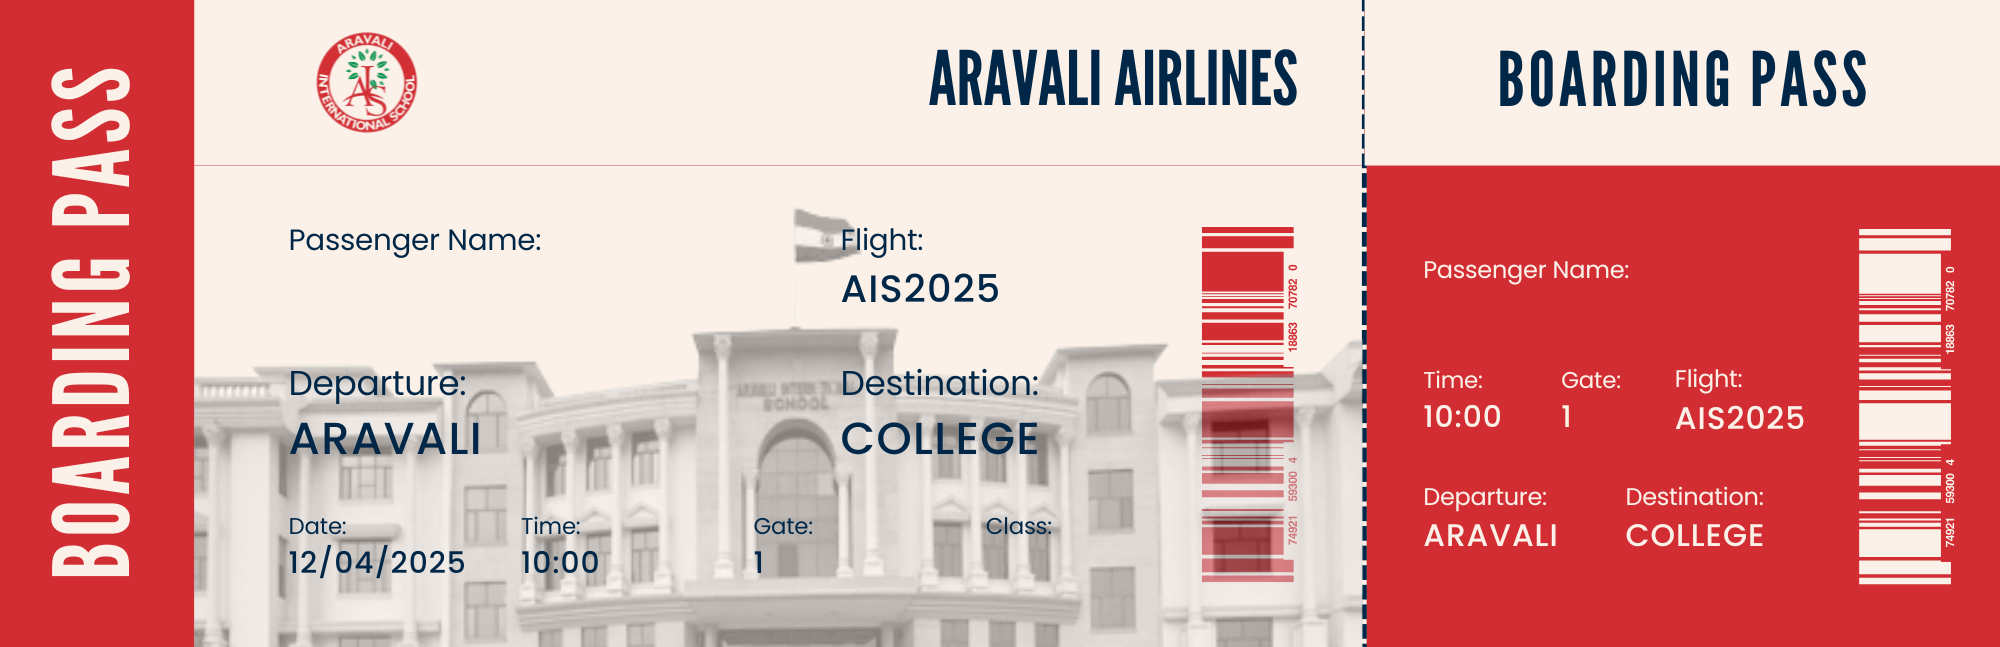 BOARDING PASS
ARAVALI
INTERNATIONAL SCHOOL
AIS
ARAVALI AIRLINES
Passenger Name:
Flight:
AIS2025
Departure:
ARAVALI
Destination:
COLLEGE
SCHOOL
Date:
12/04/2025
Time:
10:00
Gate:
1
Class:
74921 59300 4 18863 70782 0
BOARDING PASS
Passenger Name:
Time:
10:00
Gate:
1
Flight:
AIS2025
Departure:
ARAVALI
Destination:
COLLEGE
74921 59300 4 18863 70782 0